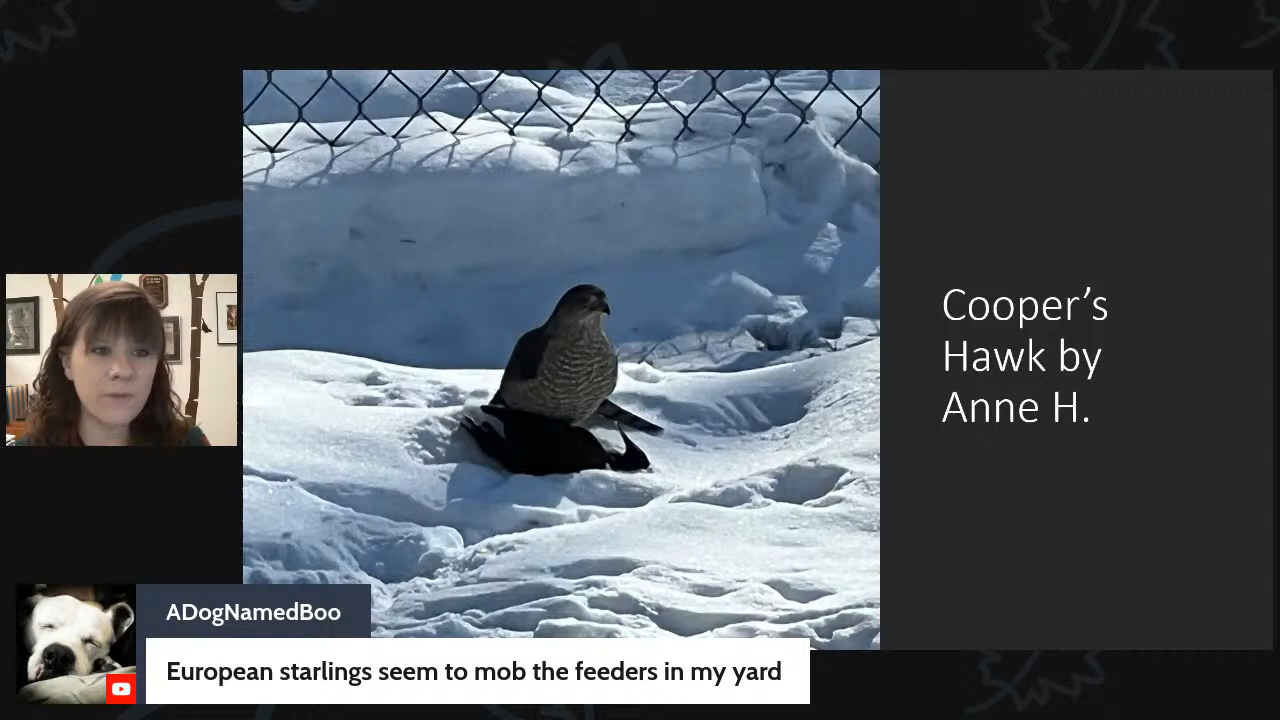 Cooper’s
Hawk by
Anne H.
ADogNamedBoo
European starlings seem to mob the feeders in my yard